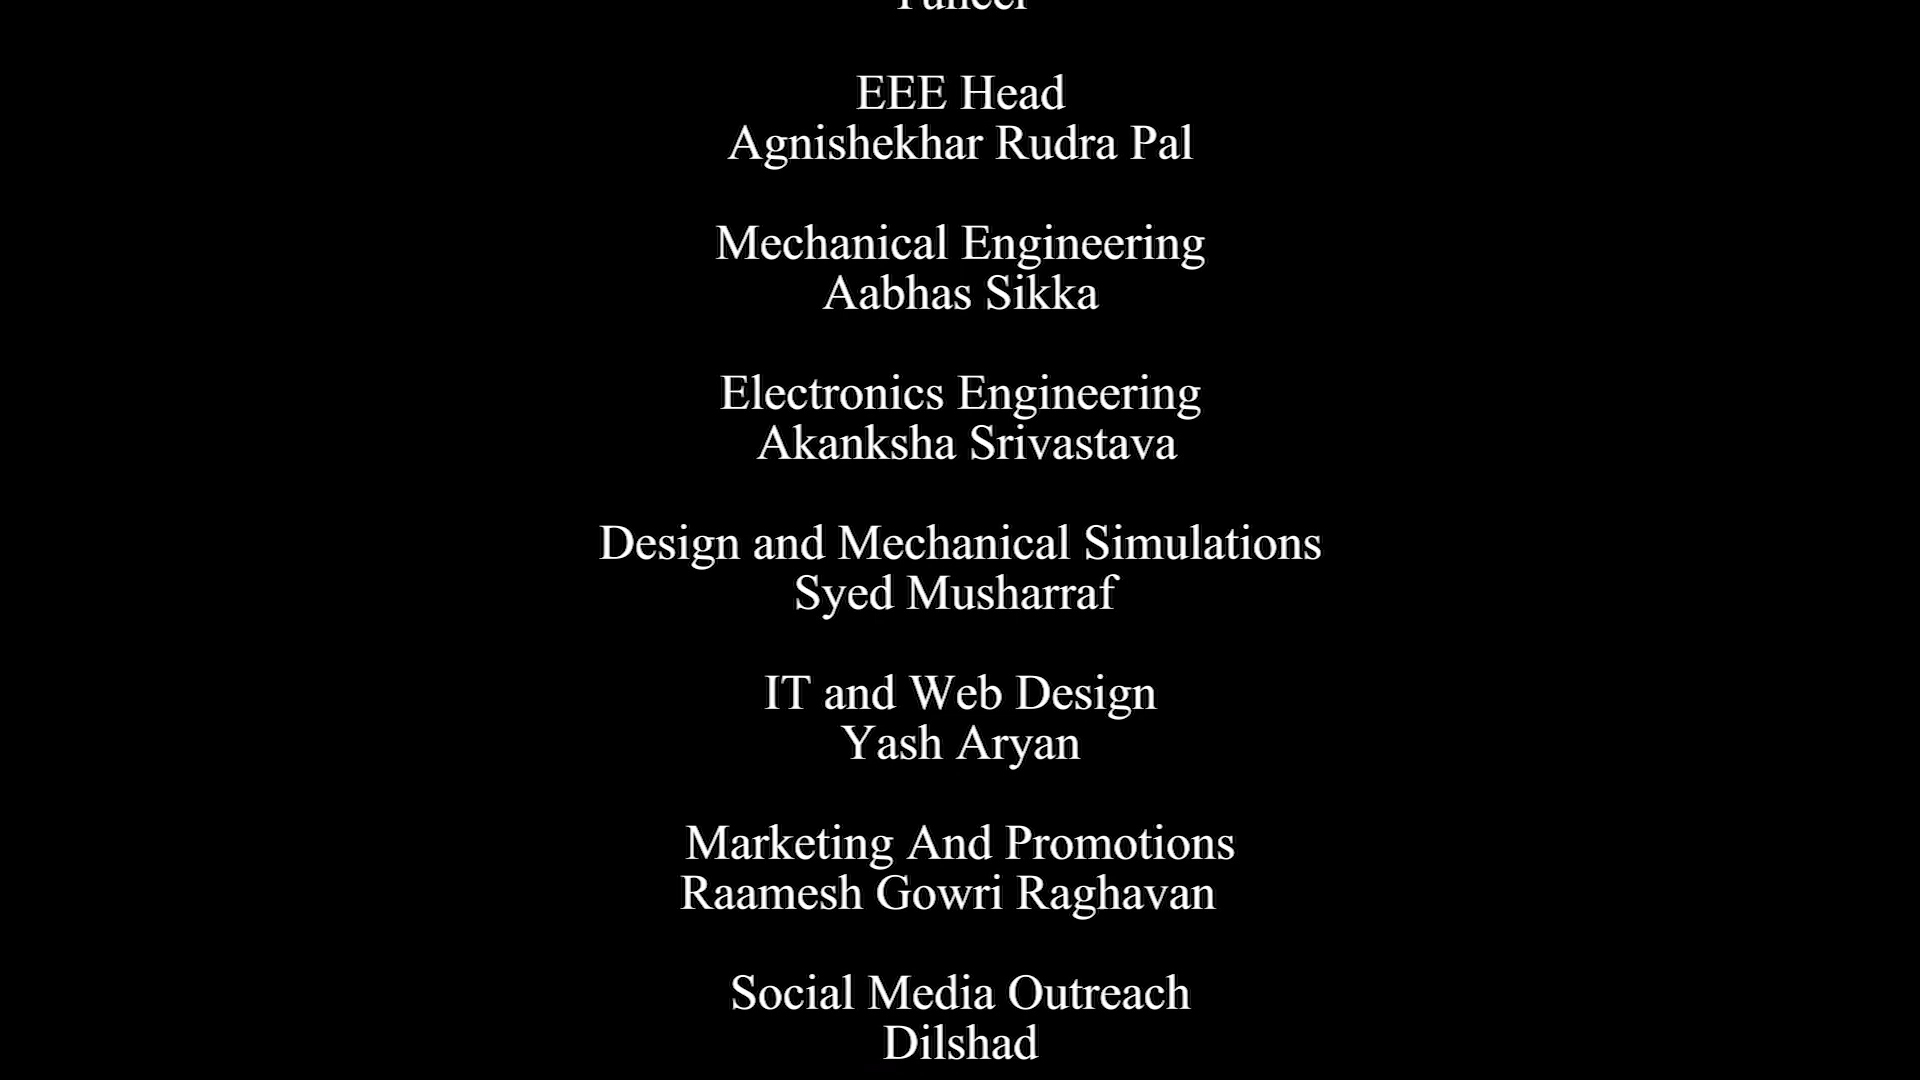 EEE Head
Agnishekhar Rudra Pal
Mechanical Engineering
Aabhas Sikka
Electronics Engineering
Akanksha Srivastava
Design and Mechanical Simulations
Syed Musharraf
IT and Web Design
Yash Aryan
Marketing And Promotions
Raamesh Gowri Raghavan
Social Media Outreach
Dilshad